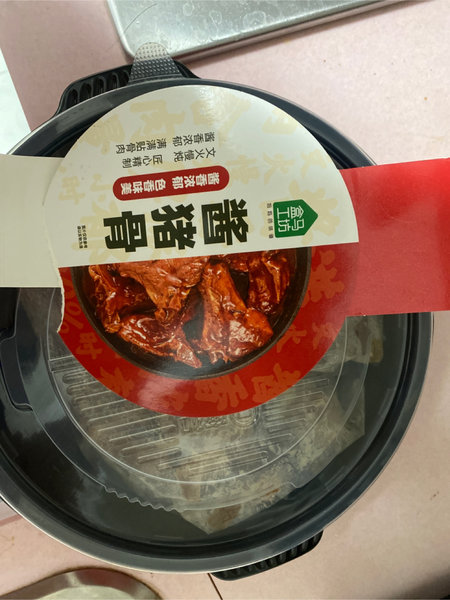 盒马
工坊
酱猪骨
酱香浓郁 色香味美
文火慢炖 匠心精制
酱香浓郁 满满贴骨肉